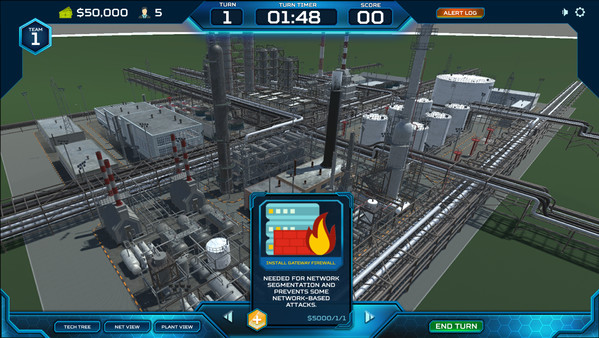 $50,000
5
TURN
1
TURN TIMER
01:48
SCORE
00
ALERT LOG
TEAM
1
INSTALL GATEWAY FIREWALL
NEEDED FOR NETWORK
SEGMENTATION AND
PREVENTS SOME
NETWORK-BASED
ATTACKS.
$5000/1/1
TECH TREE
NET VIEW
PLANT VIEW
END TURN